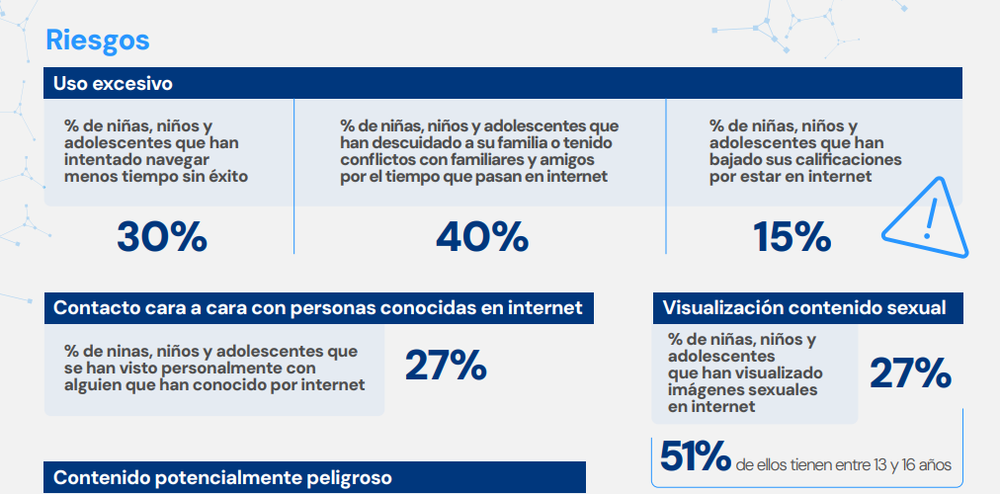 Riesgos
Uso excesivo
% de niñas, niños y
adolescentes que han
intentado navegar
menos tiempo sin éxito
30%
% de niñas, niños y adolescentes que
han descuidado a su familia o tenido
conflictos con familiares y amigos
por el tiempo que pasan en internet
40%
% de niñas, niños y
adolescentes que han
bajado sus calificaciones
por estar en internet
15%
Contacto cara a cara con personas conocidas en internet
% de ninas, niños y adolescentes que
se han visto personalmente con
alguien que han conocido por internet
27%
Visualización contenido sexual
% de niñas, niños y
adolescentes
que han visualizado
imágenes sexuales
en internet
27%
51% de ellos tienen entre 13 y 16 años
Contenido potencialmente peligroso